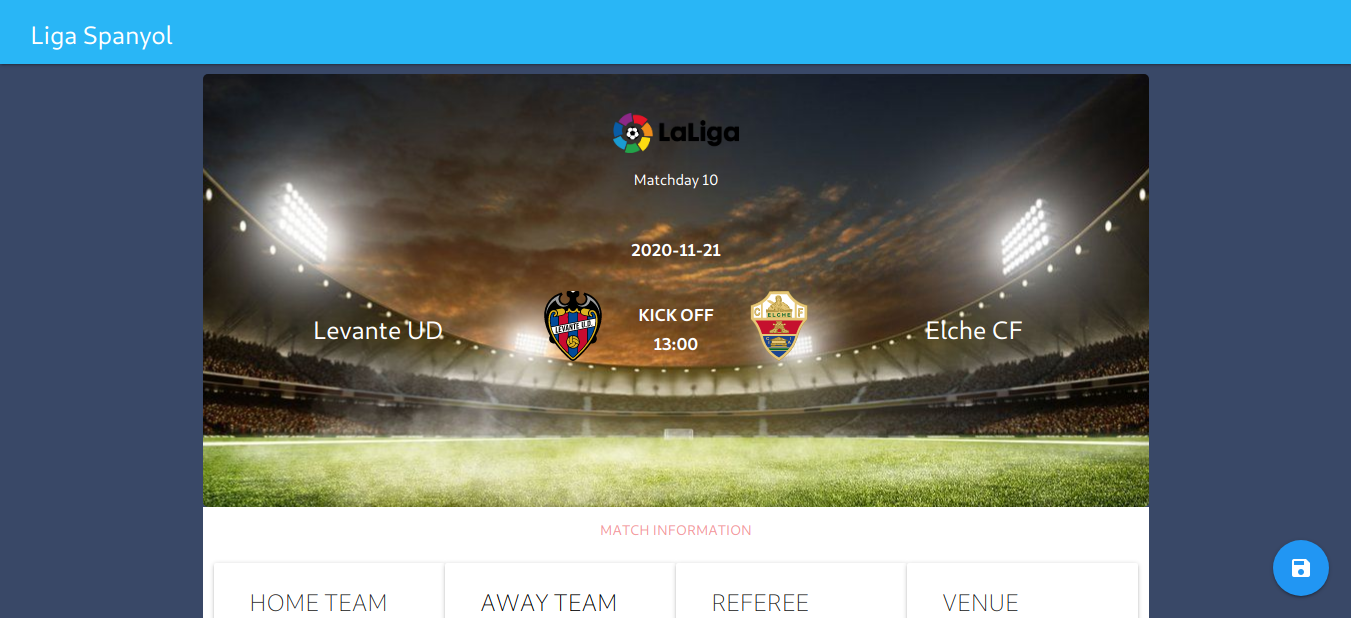 Liga Spanyol
LaLiga
Matchday 10
2020-11-21
Levante UD
LEVANTE U.D.
KICK OFF
13:00
C F
ELCHE
Elche CF
MATCH INFORMATION
HOME TEAM
AWAY TEAM
REFEREE
VENUE